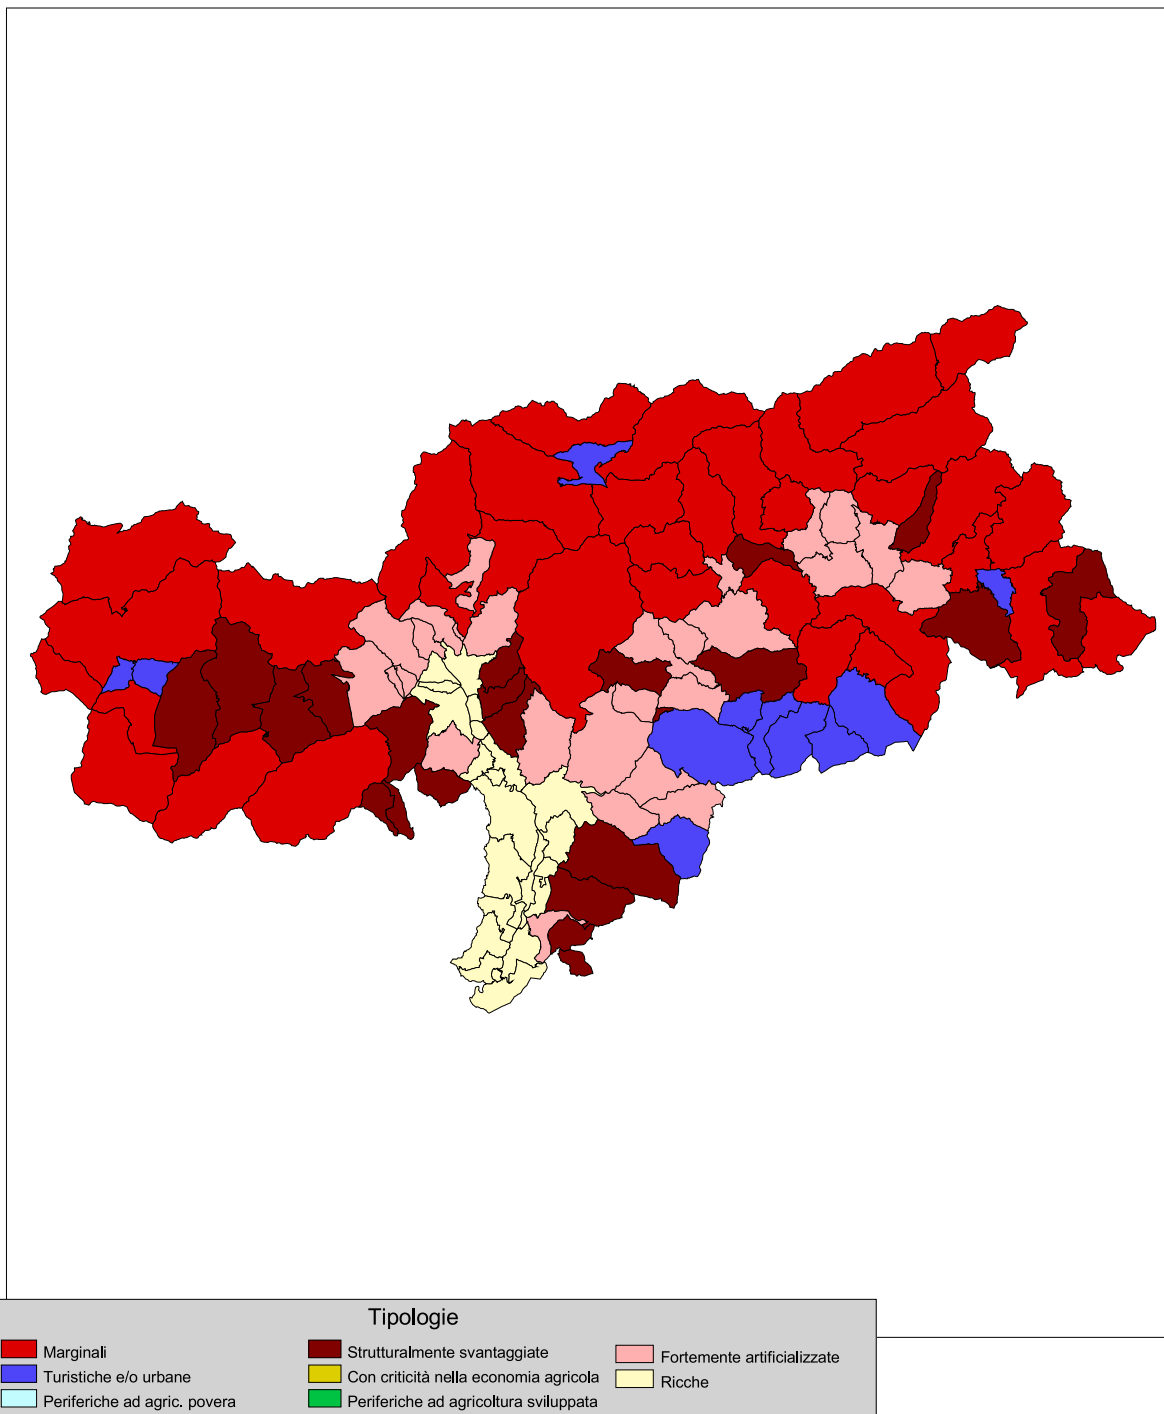 Tipologie
Marginali
Turistiche e/o urbane
Periferiche ad agric. povera
Strutturalmente svantaggiate
Con criticità nella economia agricola
Periferiche ad agricoltura sviluppata
Fortemente artificializzate
Ricche